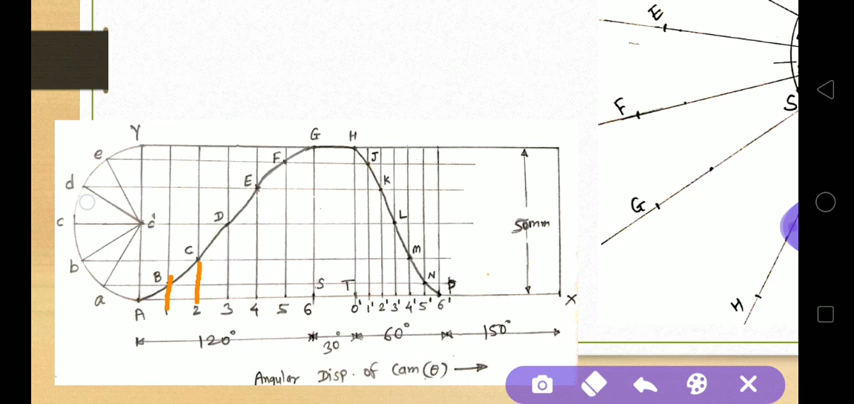 E
F
S
G
H
Y G H
e F J
d E K
c c' D L 50mm
b C M
a B N P
S T
A 2 3 4 5 6 0' 1' 2' 3' 4' 5' 6' X
120° 30° 60° 150°
Angular Disp. of Cam (θ)